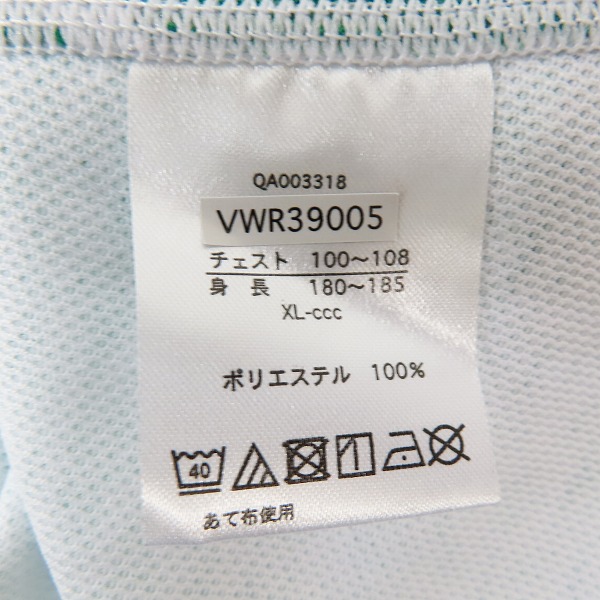 QA003318
VWR39005
チェスト 100〜108
身 長 180〜185
XL-ccc
ポリエステル 100%
40
あて布使用